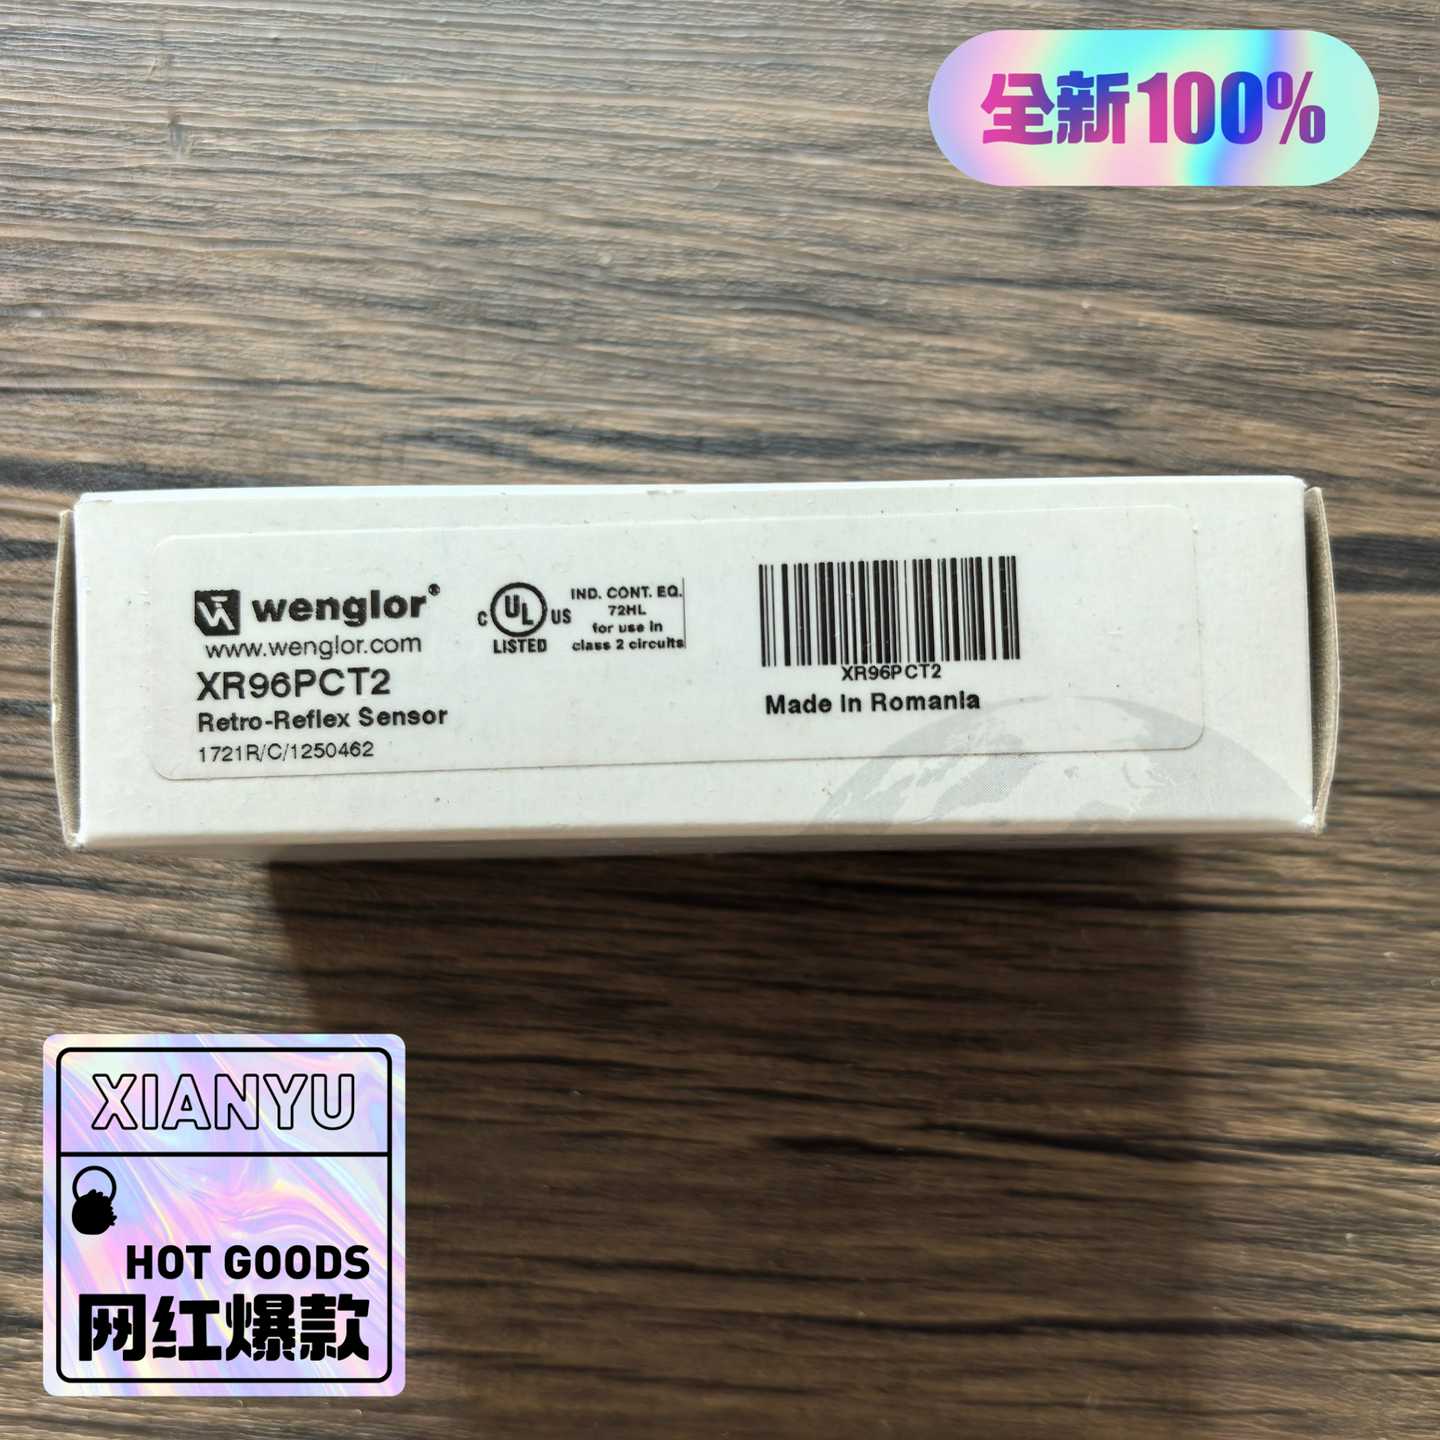 全新100%
wenglor®
www.wenglor.com
XR96PCT2
Retro-Reflex Sensor
1721R/C/1250462
C UL US
LISTED
IND. CONT. EQ.
72HL
for use in
class 2 circuits
XR96PCT2
Made in Romania
XIANYU
HOT GOODS
网红爆款